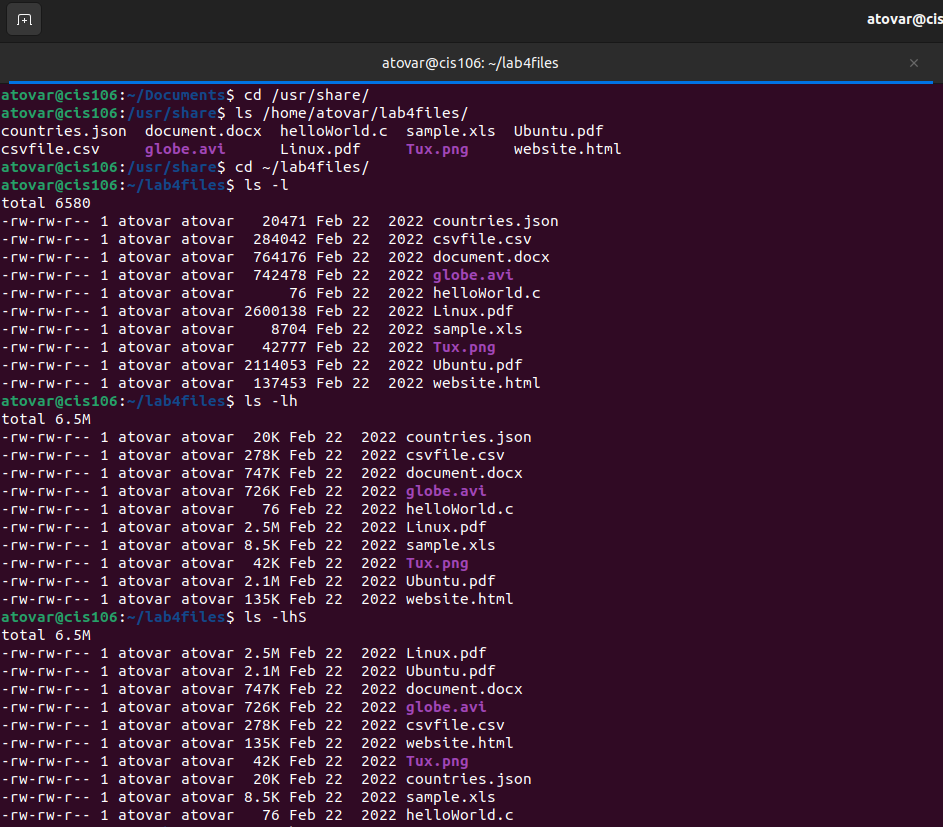 atovar@cis
atovar@cis106: ~/lab4files
atovar@cis106:~/Documents$ cd /usr/share/
atovar@cis106:/usr/share$ ls /home/atovar/lab4files/
countries.json  document.docx  helloWorld.c  sample.xls  Ubuntu.pdf
csvfile.csv     globe.avi      Linux.pdf     Tux.png     website.html
atovar@cis106:/usr/share$ cd ~/lab4files/
atovar@cis106:~/lab4files$ ls -l
total 6580
-rw-rw-r-- 1 atovar atovar   20471 Feb 22  2022 countries.json
-rw-rw-r-- 1 atovar atovar  284042 Feb 22  2022 csvfile.csv
-rw-rw-r-- 1 atovar atovar  764176 Feb 22  2022 document.docx
-rw-rw-r-- 1 atovar atovar  742478 Feb 22  2022 globe.avi
-rw-rw-r-- 1 atovar atovar      76 Feb 22  2022 helloWorld.c
-rw-rw-r-- 1 atovar atovar 2600138 Feb 22  2022 Linux.pdf
-rw-rw-r-- 1 atovar atovar    8704 Feb 22  2022 sample.xls
-rw-rw-r-- 1 atovar atovar   42777 Feb 22  2022 Tux.png
-rw-rw-r-- 1 atovar atovar 2114053 Feb 22  2022 Ubuntu.pdf
-rw-rw-r-- 1 atovar atovar  137453 Feb 22  2022 website.html
atovar@cis106:~/lab4files$ ls -lh
total 6.5M
-rw-rw-r-- 1 atovar atovar  20K Feb 22  2022 countries.json
-rw-rw-r-- 1 atovar atovar 278K Feb 22  2022 csvfile.csv
-rw-rw-r-- 1 atovar atovar 747K Feb 22  2022 document.docx
-rw-rw-r-- 1 atovar atovar 726K Feb 22  2022 globe.avi
-rw-rw-r-- 1 atovar atovar   76 Feb 22  2022 helloWorld.c
-rw-rw-r-- 1 atovar atovar 2.5M Feb 22  2022 Linux.pdf
-rw-rw-r-- 1 atovar atovar 8.5K Feb 22  2022 sample.xls
-rw-rw-r-- 1 atovar atovar  42K Feb 22  2022 Tux.png
-rw-rw-r-- 1 atovar atovar 2.1M Feb 22  2022 Ubuntu.pdf
-rw-rw-r-- 1 atovar atovar 135K Feb 22  2022 website.html
atovar@cis106:~/lab4files$ ls -lhS
total 6.5M
-rw-rw-r-- 1 atovar atovar 2.5M Feb 22  2022 Linux.pdf
-rw-rw-r-- 1 atovar atovar 2.1M Feb 22  2022 Ubuntu.pdf
-rw-rw-r-- 1 atovar atovar 747K Feb 22  2022 document.docx
-rw-rw-r-- 1 atovar atovar 726K Feb 22  2022 globe.avi
-rw-rw-r-- 1 atovar atovar 278K Feb 22  2022 csvfile.csv
-rw-rw-r-- 1 atovar atovar 135K Feb 22  2022 website.html
-rw-rw-r-- 1 atovar atovar  42K Feb 22  2022 Tux.png
-rw-rw-r-- 1 atovar atovar  20K Feb 22  2022 countries.json
-rw-rw-r-- 1 atovar atovar 8.5K Feb 22  2022 sample.xls
-rw-rw-r-- 1 atovar atovar   76 Feb 22  2022 helloWorld.c